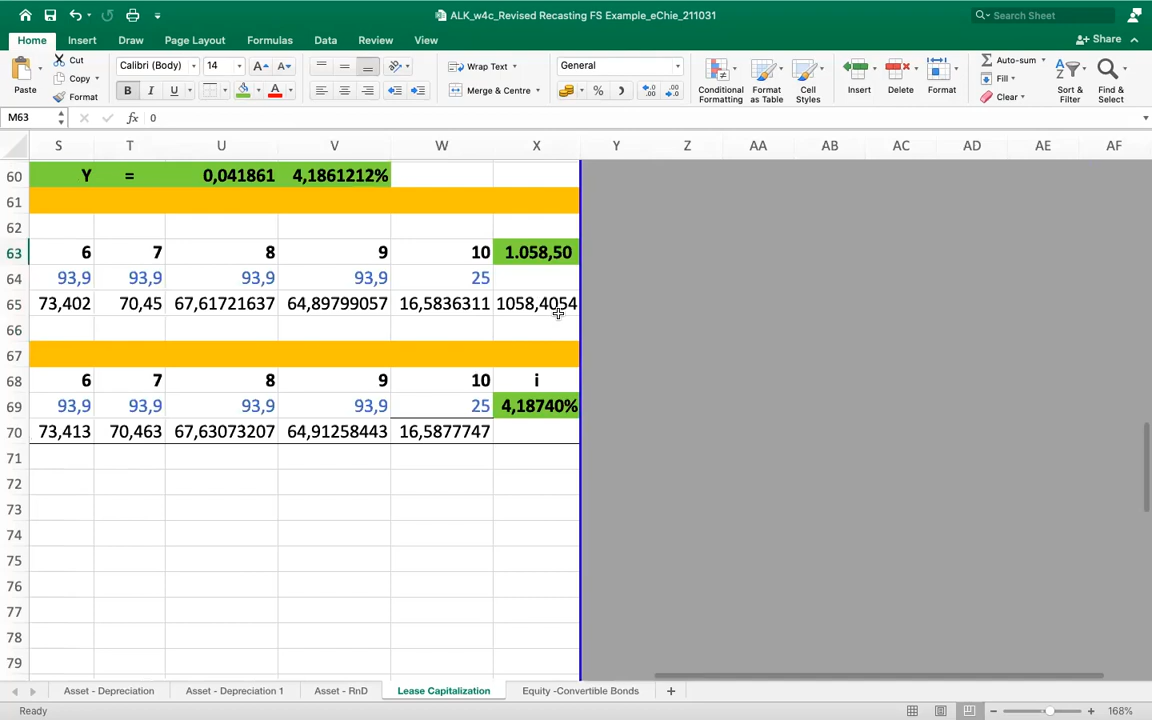 ALK_w4c_Revised Recasting FS Example_eChie_211031
Search Sheet
Home Insert Draw Page Layout Formulas Data Review View
Share
Paste
Cut
Copy
Format
Calibri (Body) 14
B I U
Wrap Text
Merge & Centre
General
Conditional Formatting
Format as Table
Cell Styles
Insert
Delete
Format
Auto-sum
Fill
Clear
Sort & Filter
Find & Select
M63 fx 0
S T U V W X Y Z AA AB AC AD AE AF
60 Y = 0,041861 4,1861212%
61
62
63 6 7 8 9 10 1.058,50
64 93,9 93,9 93,9 93,9 25
65 73,402 70,45 67,61721637 64,89799057 16,5836311 1058,4054
66
67
68 6 7 8 9 10 i
69 93,9 93,9 93,9 93,9 25 4,18740%
70 73,413 70,463 67,63073207 64,91258443 16,5877747
71
72
73
74
75
76
77
78
79
Asset - Depreciation Asset - Depreciation 1 Asset - RnD Lease Capitalization Equity -Convertible Bonds +
Ready 168%